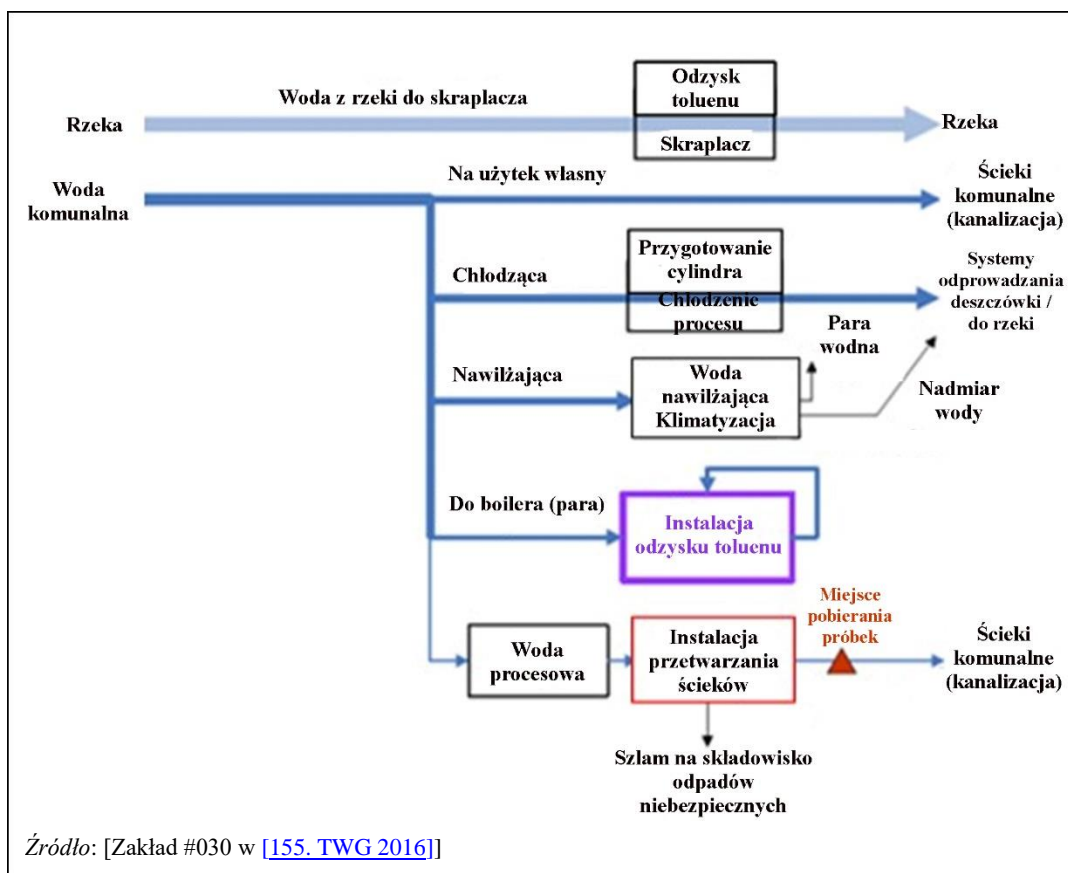 Odzysk
toluenu
Woda z rzeki do skraplacza
Rzeka
Rzeka
Skraplacz
Na użytek własny
Woda
komunalna
Ścieki
komunalne
(kanalizacja)
Przygotowanie
cylindra
Chłodząca
Chłodzenie
procesu
Systemy
odprowadzania
deszczówki /
do rzeki
Para
wodna
Nawilżająca
Woda
nawilżająca
Klimatyzacja
Nadmiar
wody
Do boilera (para)
Instalacja
odzysku toluenu
Miejsce
pobierania
próbek
Woda
procesowa
Instalacja
przetwarzania
ścieków
Ścieki
komunalne
(kanalizacja)
Szlam na składowisko
odpadów
niebezpiecznych
Źródło: [Zakład #030 w [155. TWG 2016]]